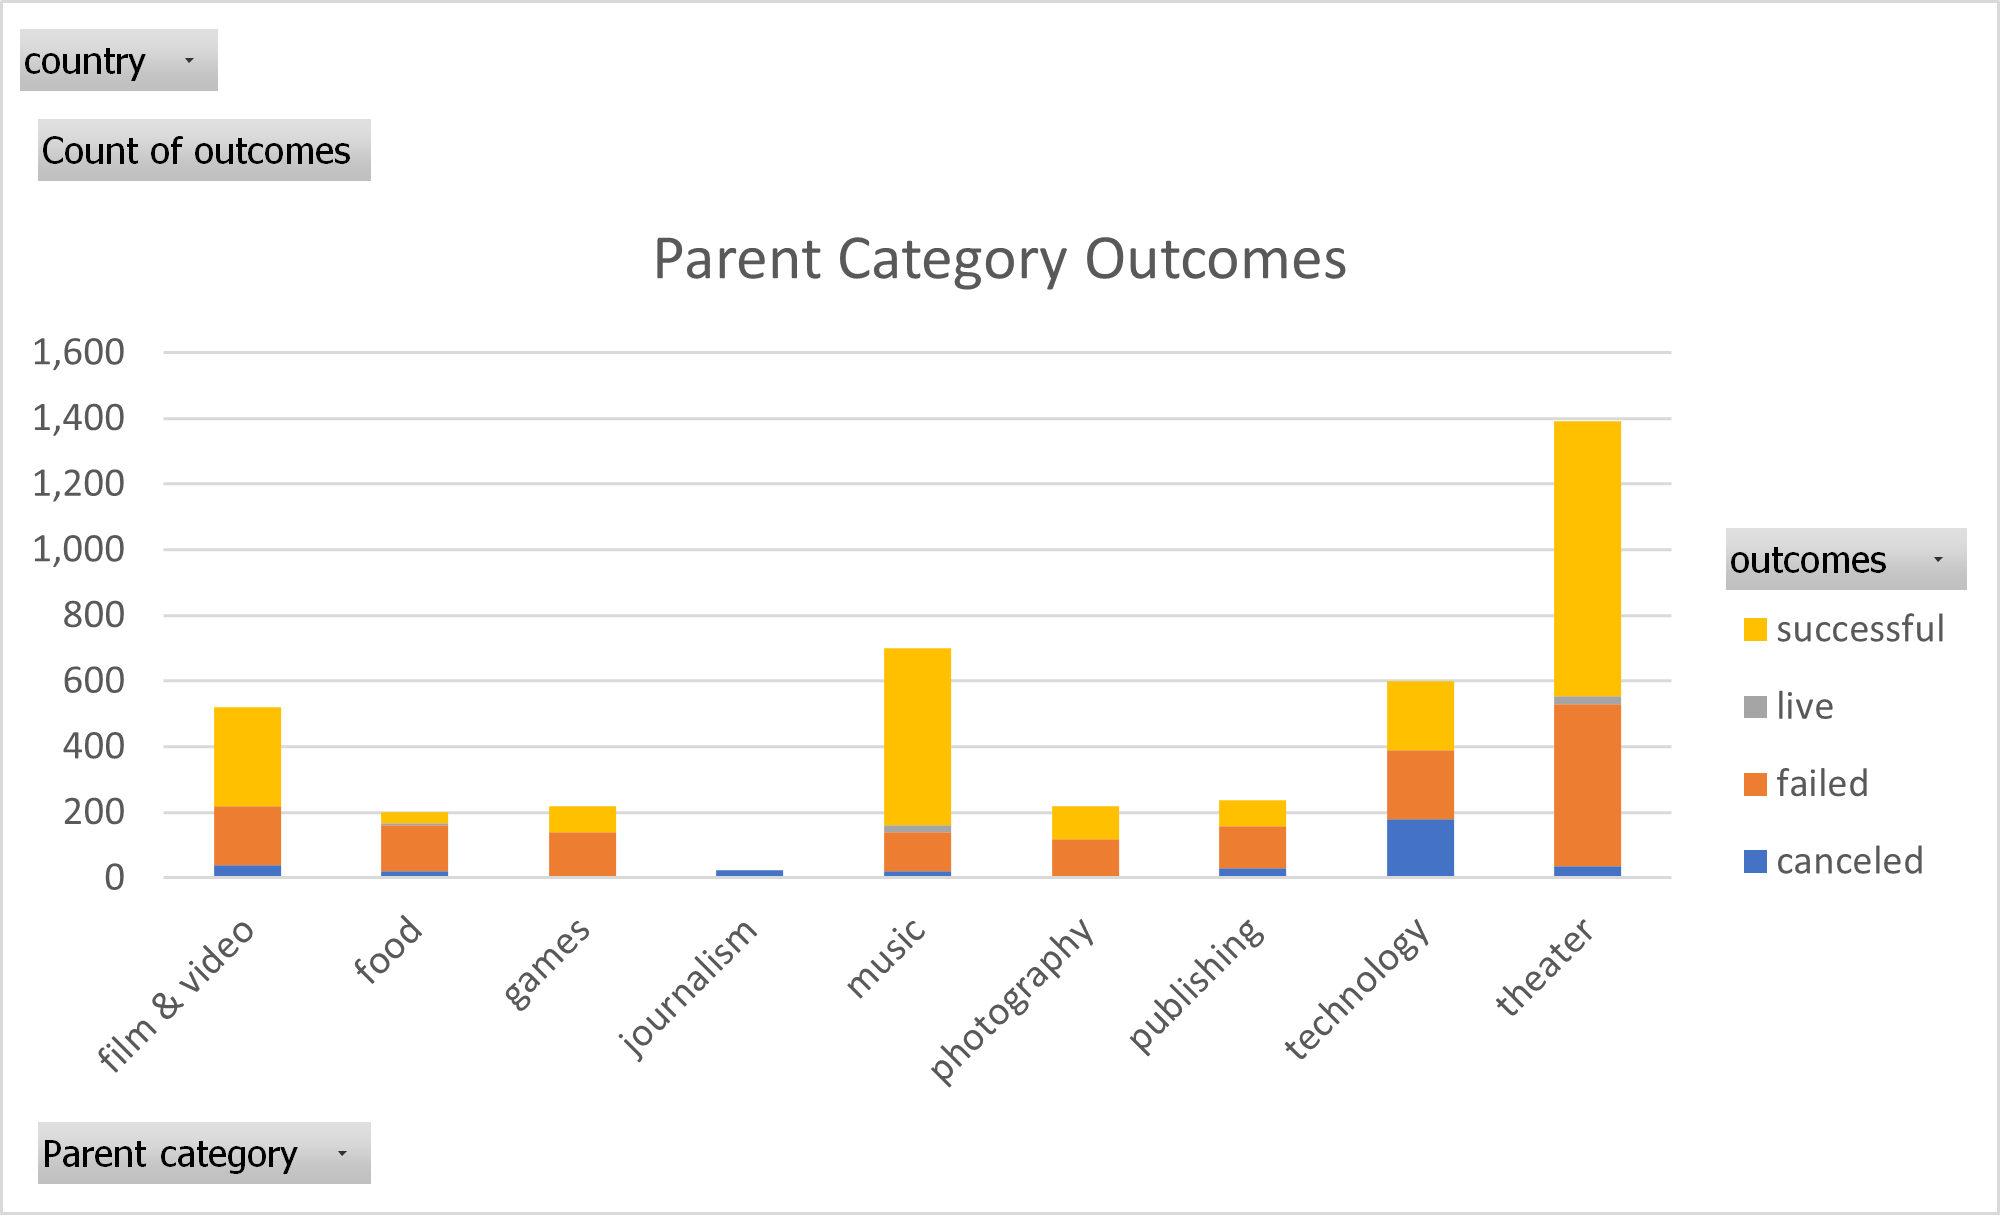 country
Count of outcomes
Parent Category Outcomes
1,600
1,400
1,200
1,000
800
600
400
200
0
film & video
food
games
journalism
music
photography
publishing
technology
theater
outcomes
successful
live
failed
canceled
Parent category